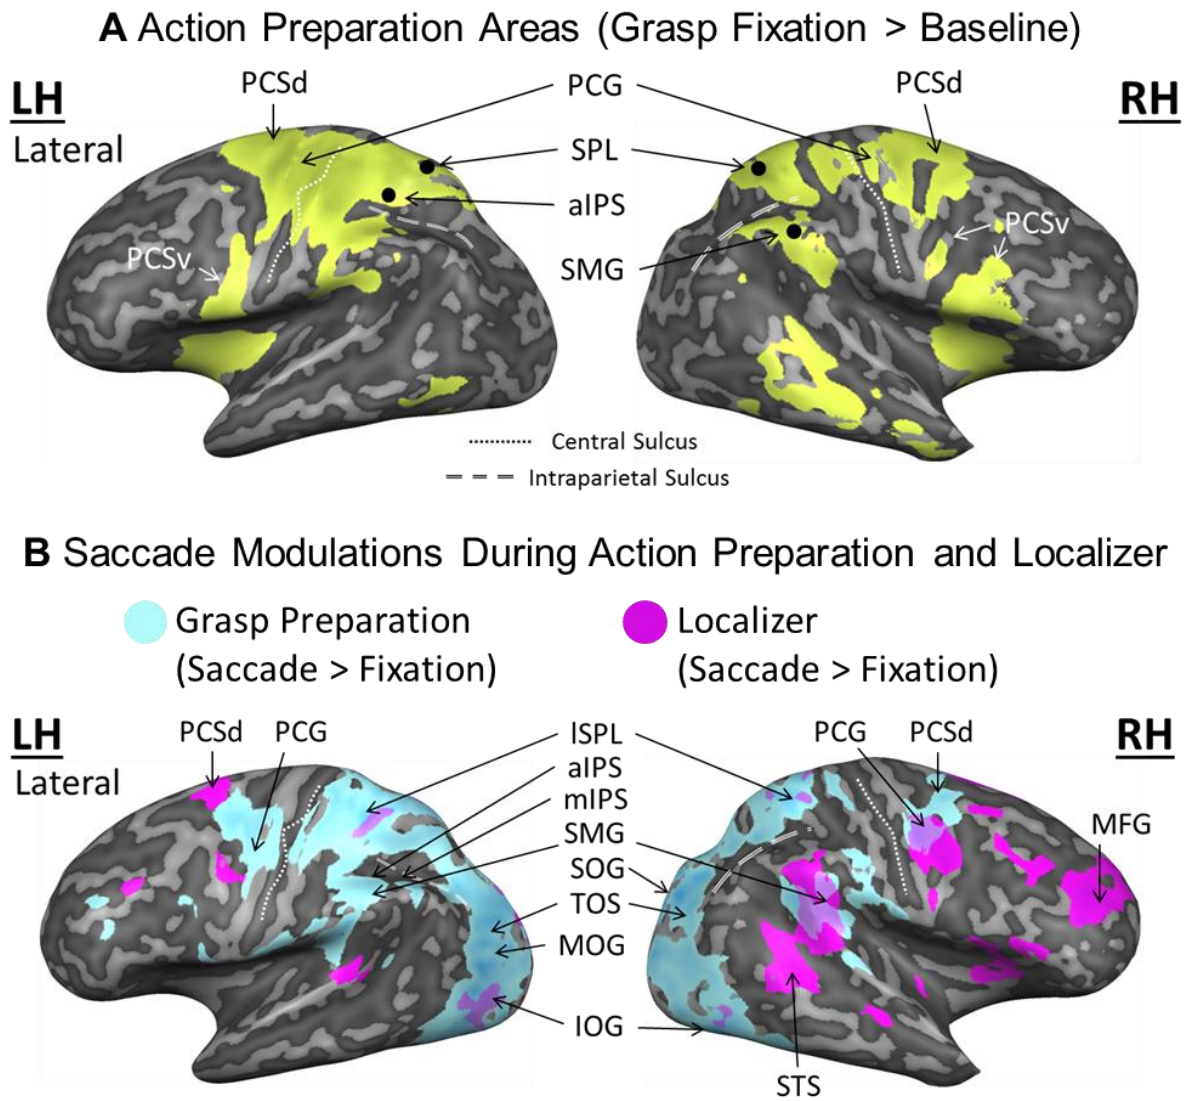 A Action Preparation Areas (Grasp Fixation > Baseline)
LH
Lateral
PCSd
PCG
PCSd
RH
SPL
aIPS
SMG
PCSv
PCSv
Central Sulcus
Intraparietal Sulcus
B Saccade Modulations During Action Preparation and Localizer
Grasp Preparation
(Saccade > Fixation)
Localizer
(Saccade > Fixation)
LH
Lateral
PCSd
PCG
lSPL
aIPS
mIPS
SMG
SOG
TOS
MOG
IOG
PCG
PCSd
RH
MFG
STS